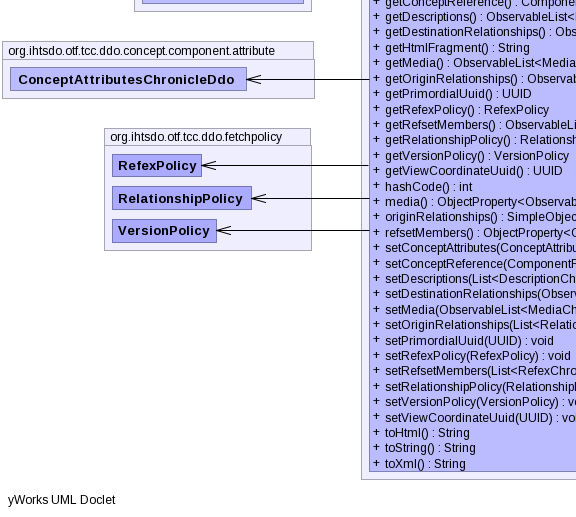 org.ihtsdo.otf.tcc.ddo.concept.component.attribute
ConceptAttributesChronicleDdo
org.ihtsdo.otf.tcc.ddo.fetchpolicy
RefexPolicy
RelationshipPolicy
VersionPolicy
+ getConceptReference() : Compone
+ getDescriptions() : ObservableList<
+ getDestinationRelationships() : Obs
+ getHtmlFragment() : String
+ getMedia() : ObservableList<Media
+ getOriginRelationships() : Observab
+ getPrimordialUuid() : UUID
+ getRefexPolicy() : RefexPolicy
+ getRefsetMembers() : ObservableLi
+ getRelationshipPolicy() : Relations
+ getVersionPolicy() : VersionPolicy
+ getViewCoordinateUuid() : UUID
+ hashCode() : int
+ media() : ObjectProperty<Observab
+ originRelationships() : SimpleObjec
+ refsetMembers() : ObjectProperty<O
+ setConceptAttributes(ConceptAttribu
+ setConceptReference(ComponentR
+ setDescriptions(List<DescriptionCh
+ setDestinationRelationships(Observ
+ setMedia(ObservableList<MediaCh
+ setOriginRelationships(List<Relatio
+ setPrimordialUuid(UUID) : void
+ setRefexPolicy(RefexPolicy) : void
+ setRefsetMembers(List<RefexChro
+ setRelationshipPolicy(Relationship
+ setVersionPolicy(VersionPolicy) : vo
+ setViewCoordinateUuid(UUID) : voi
+ toHtml() : String
+ toString() : String
+ toXml() : String
yWorks UML Doclet